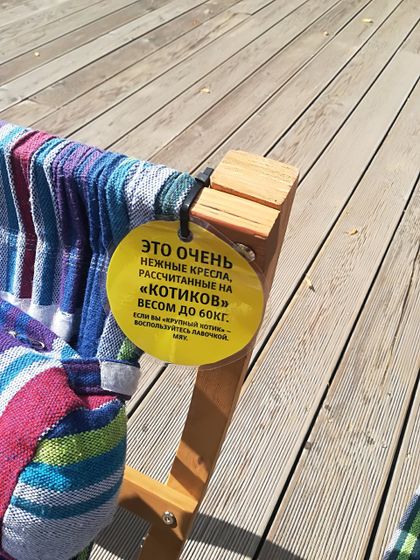 ЭТО ОЧЕНЬ
НЕЖНЫЕ КРЕСЛА,
РАССЧИТАННЫЕ НА
«КОТИКОВ»
ВЕСОМ ДО 60КГ.
ЕСЛИ ВЫ «КРУПНЫЙ КОТИК» –
ВОСПОЛЬЗУЙТЕСЬ ЛАВОЧКОЙ.
МЯУ.